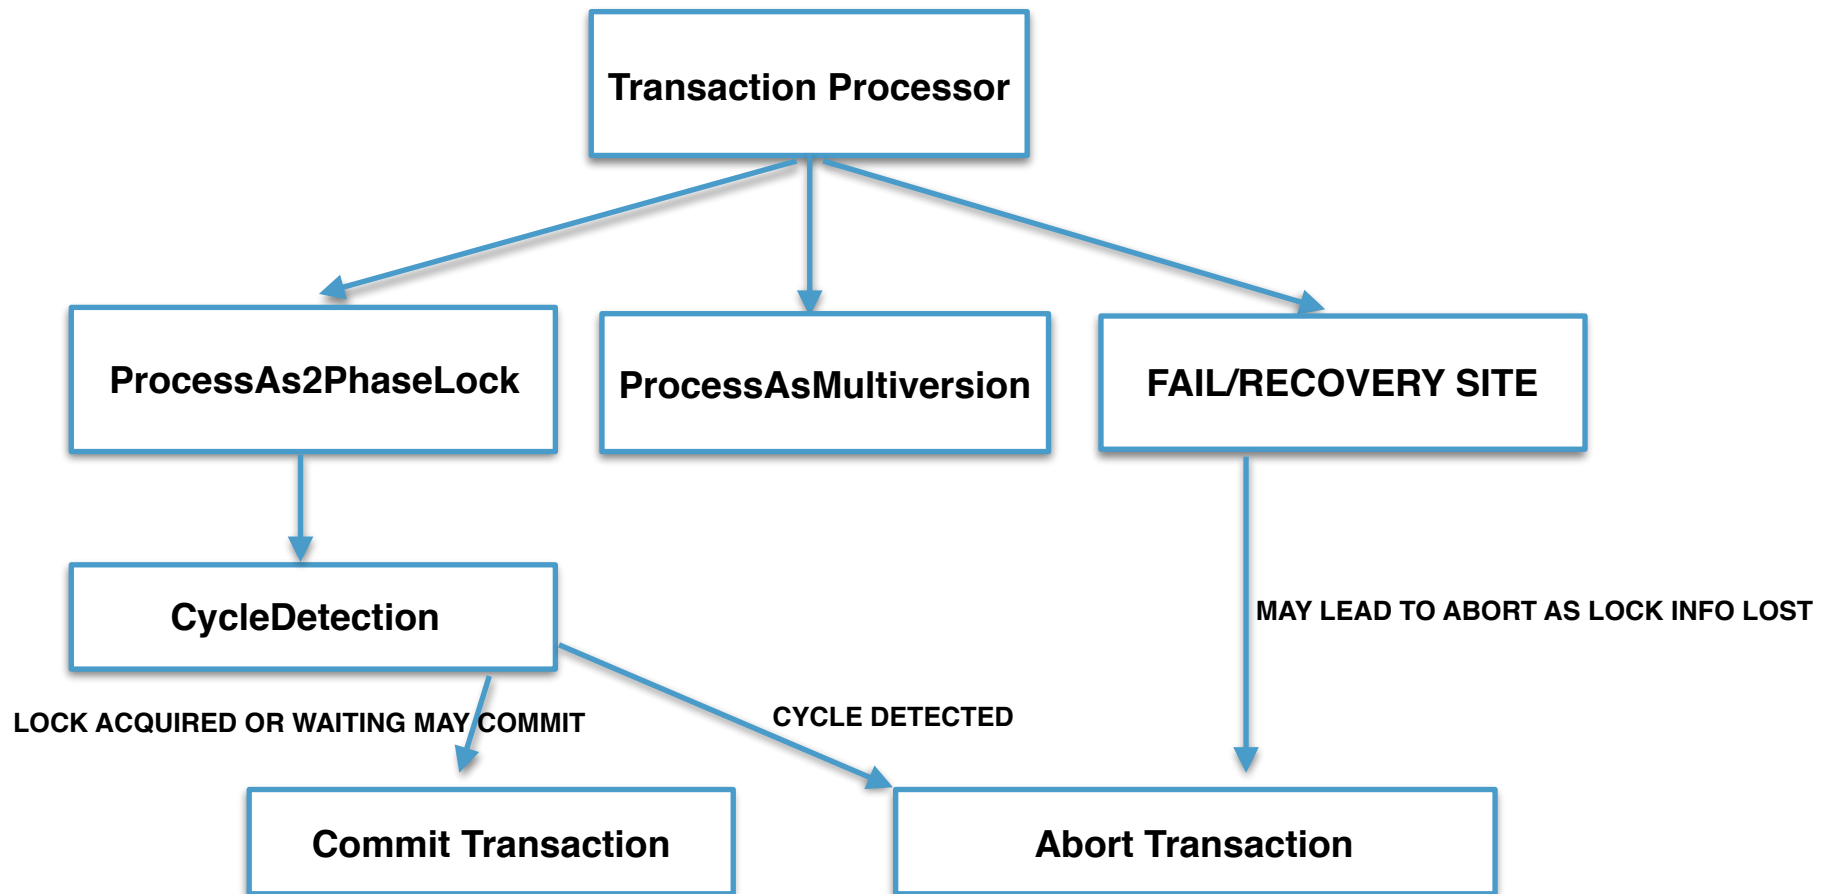 Transaction Processor
ProcessAs2PhaseLock
ProcessAsMultiversion
FAIL/RECOVERY SITE
CycleDetection
MAY LEAD TO ABORT AS LOCK INFO LOST
LOCK ACQUIRED OR WAITING MAY COMMIT
CYCLE DETECTED
Commit Transaction
Abort Transaction